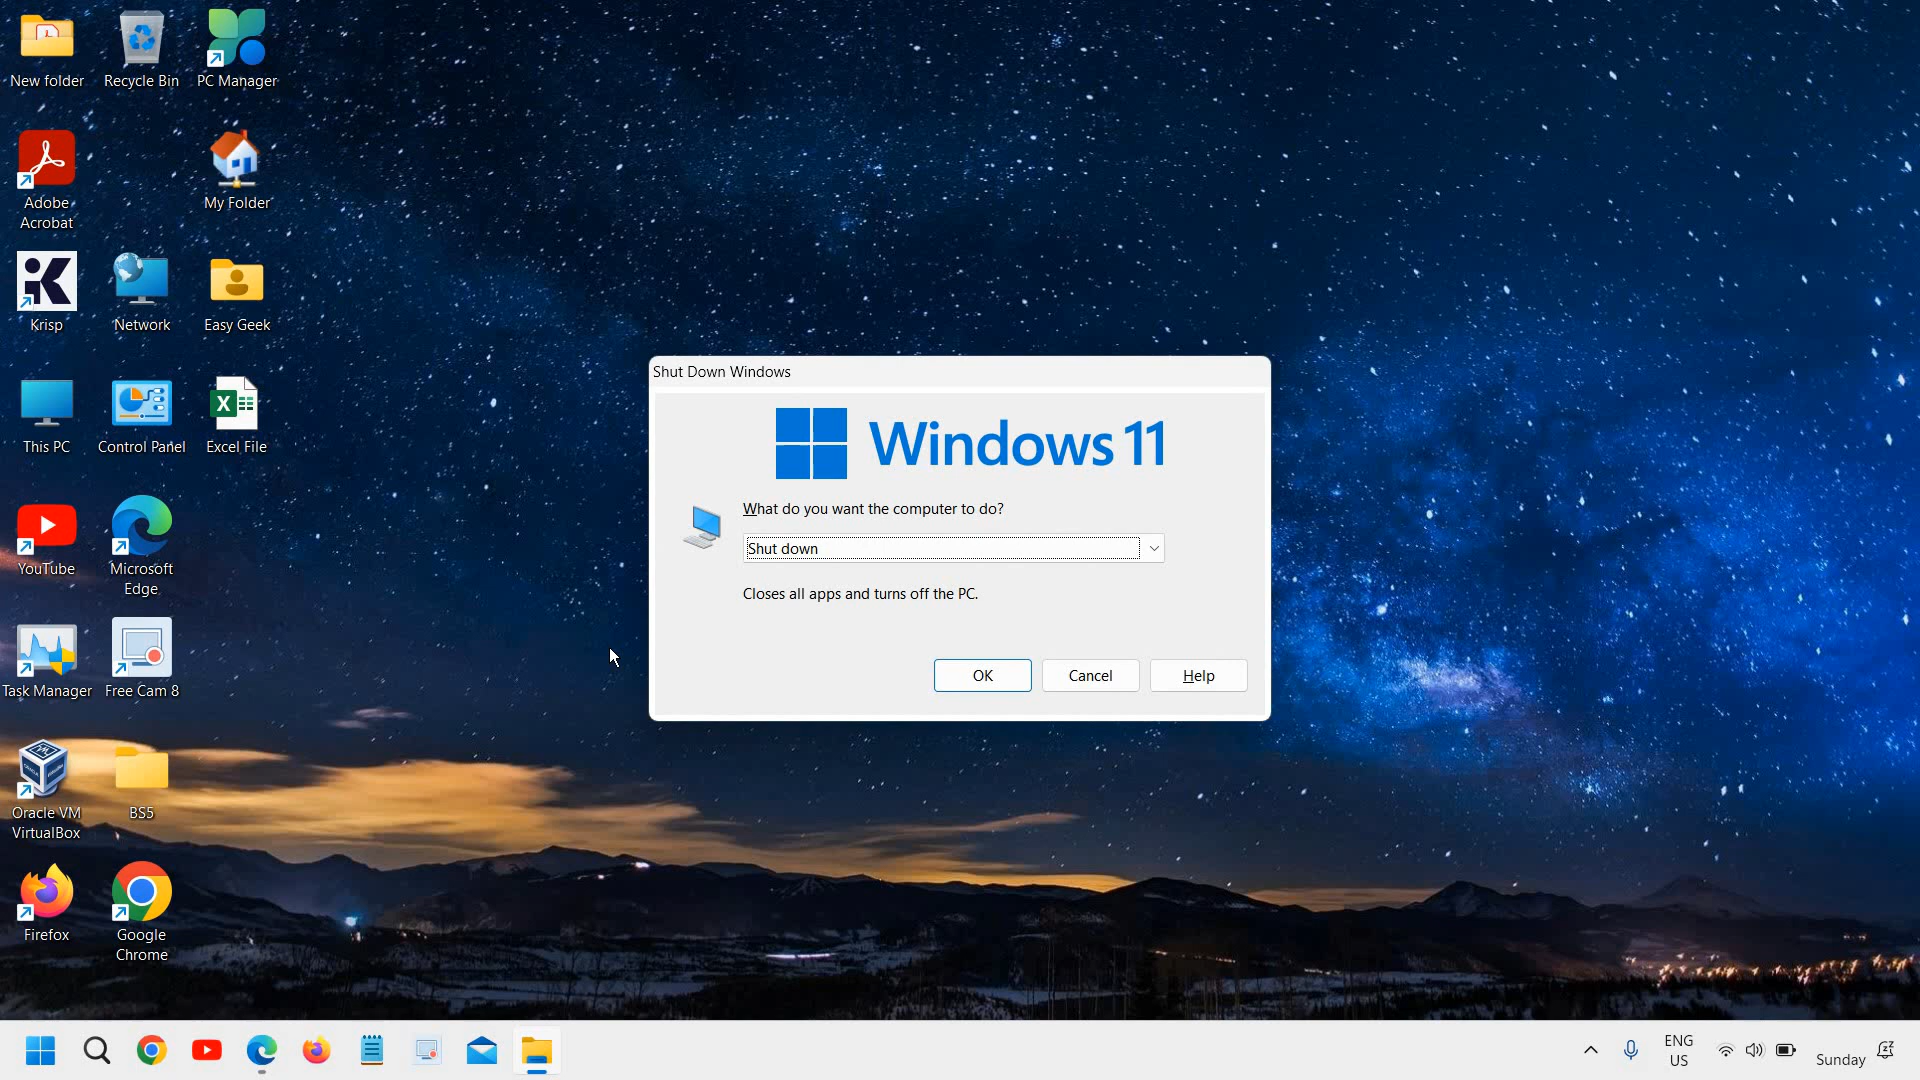 New folder
Recycle Bin
PC Manager
Adobe
Acrobat
My Folder
Krisp
Network
Easy Geek
This PC
Control Panel
Excel File
YouTube
Microsoft
Edge
Task Manager
Free Cam 8
Oracle VM
VirtualBox
BS5
Firefox
Google
Chrome
Shut Down Windows
Windows 11
What do you want the computer to do?
Shut down
Closes all apps and turns off the PC.
OK
Cancel
Help
ENG
US
Sunday